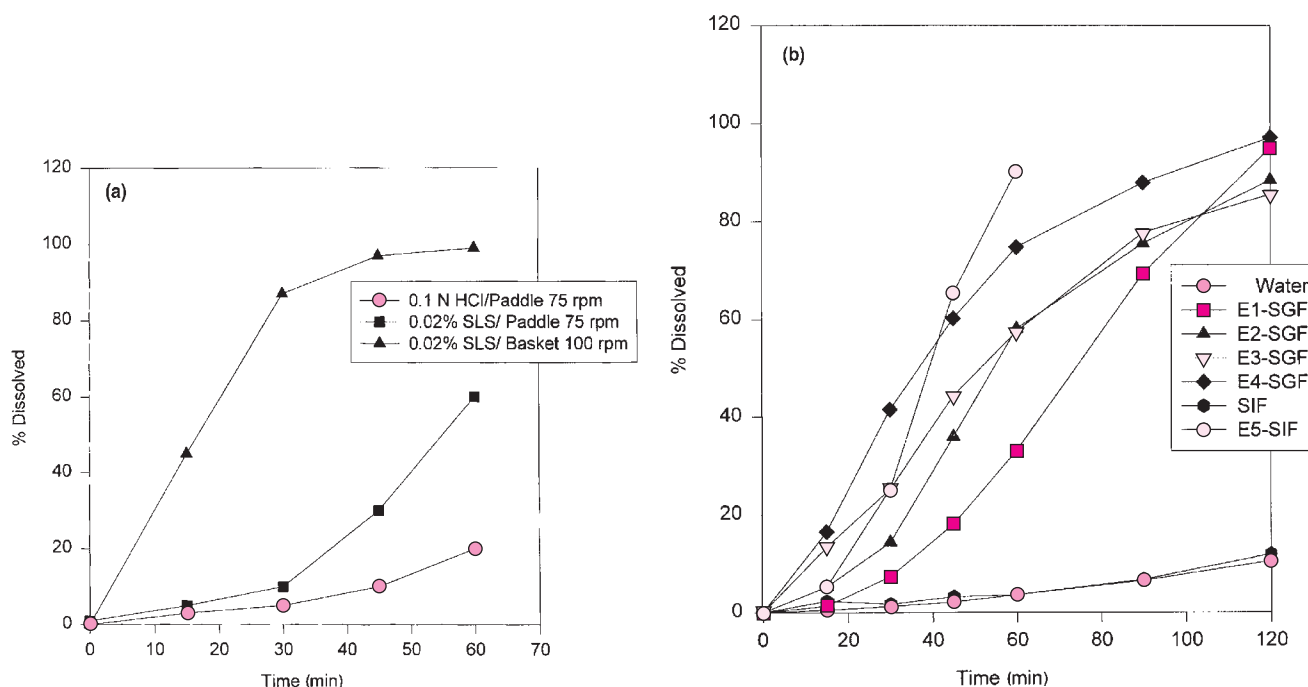 (a)
120
100
80
60
40
20
0
% Dissolved
0 10 20 30 40 50 60 70
Time (min)
0.1 N HCl/Paddle 75 rpm
0.02% SLS/ Paddle 75 rpm
0.02% SLS/ Basket 100 rpm
(b)
120
100
80
60
40
20
0
% Dissolved
0 20 40 60 80 100 120
Time (min)
Water
E1-SGF
E2-SGF
E3-SGF
E4-SGF
SIF
E5-SIF